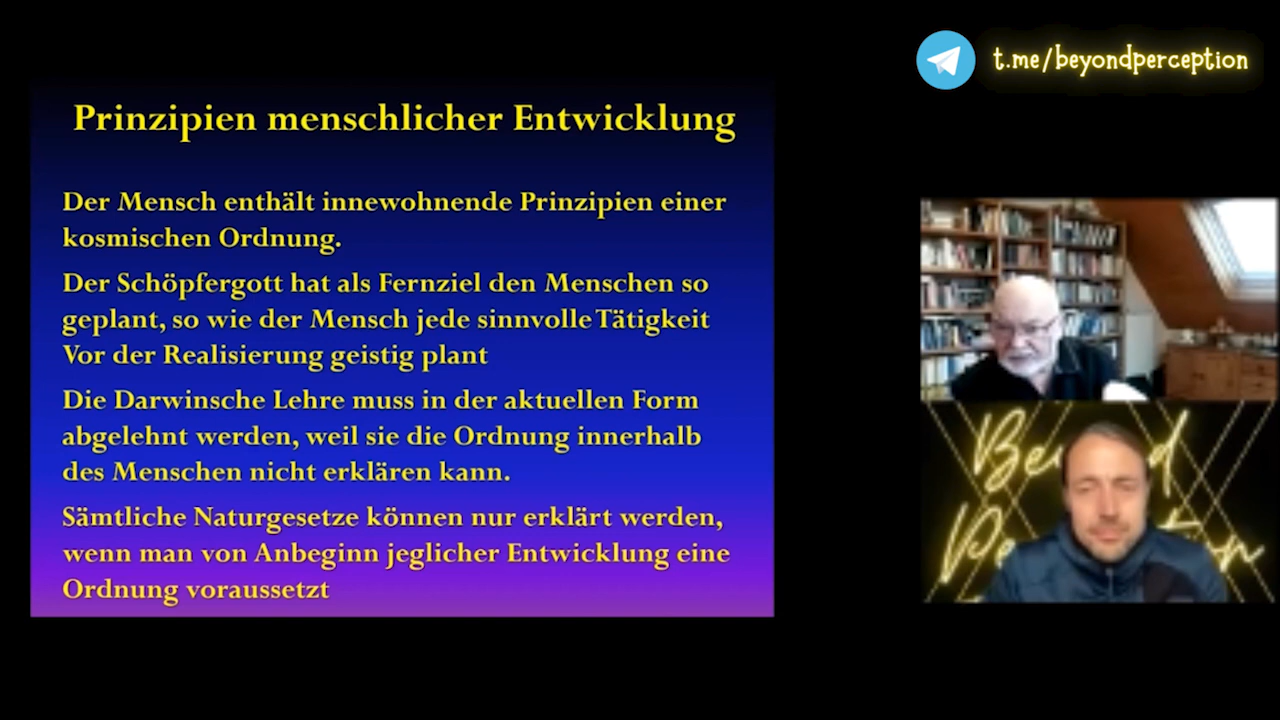 t.me/beyondperception
Prinzipien menschlicher Entwicklung
Der Mensch enthält innewohnende Prinzipien einer
kosmischen Ordnung.
Der Schöpfergott hat als Fernziel den Menschen so
geplant, so wie der Mensch jede sinnvolle Tätigkeit
Vor der Realisierung geistig plant
Die Darwinsche Lehre muss in der aktuellen Form
abgelehnt werden, weil sie die Ordnung innerhalb
des Menschen nicht erklären kann.
Sämtliche Naturgesetze können nur erklärt werden,
wenn man von Anbeginn jeglicher Entwicklung eine
Ordnung voraussetzt